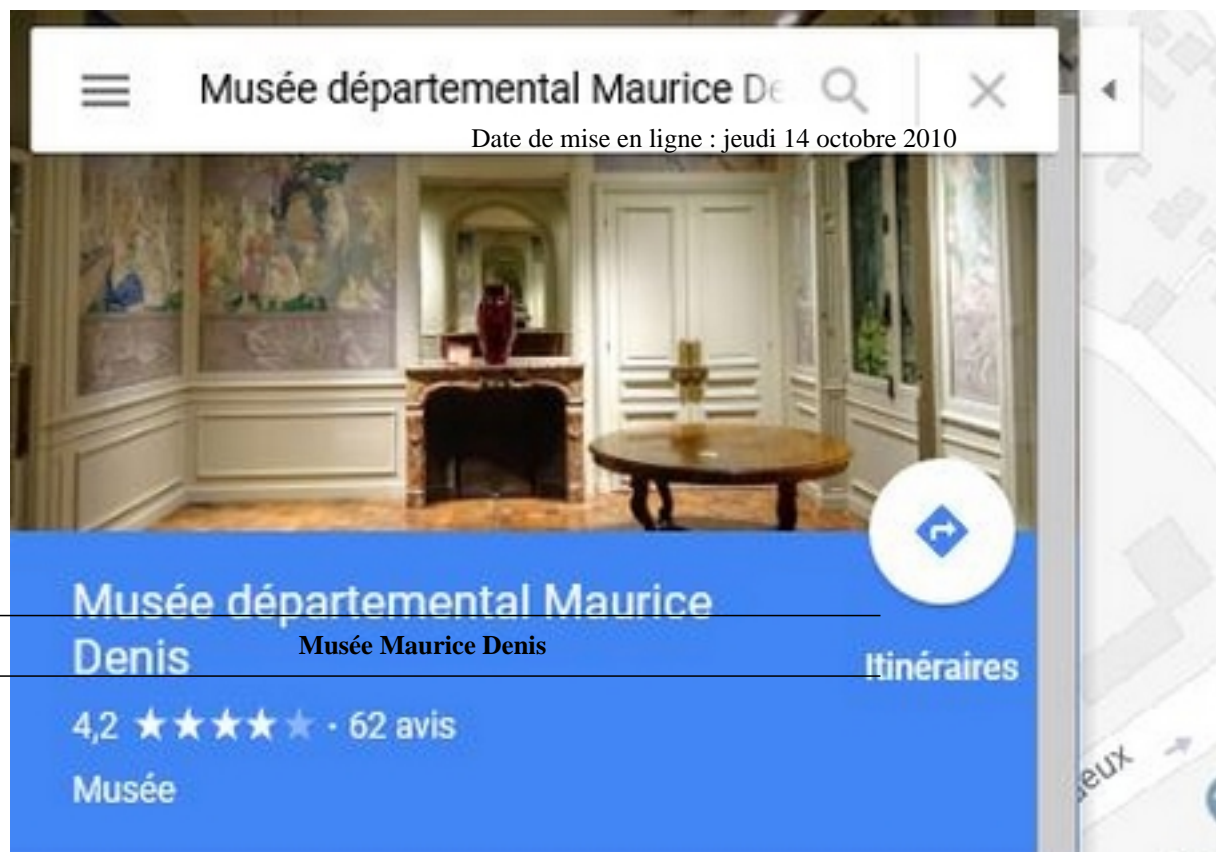 Musée départemental Maurice De
Date de mise en ligne : jeudi 14 octobre 2010
Musée départemental Maurice
Denis
Musée Maurice Denis
Itinéraires
4,2 ★★★★★ · 62 avis
Musée
eux